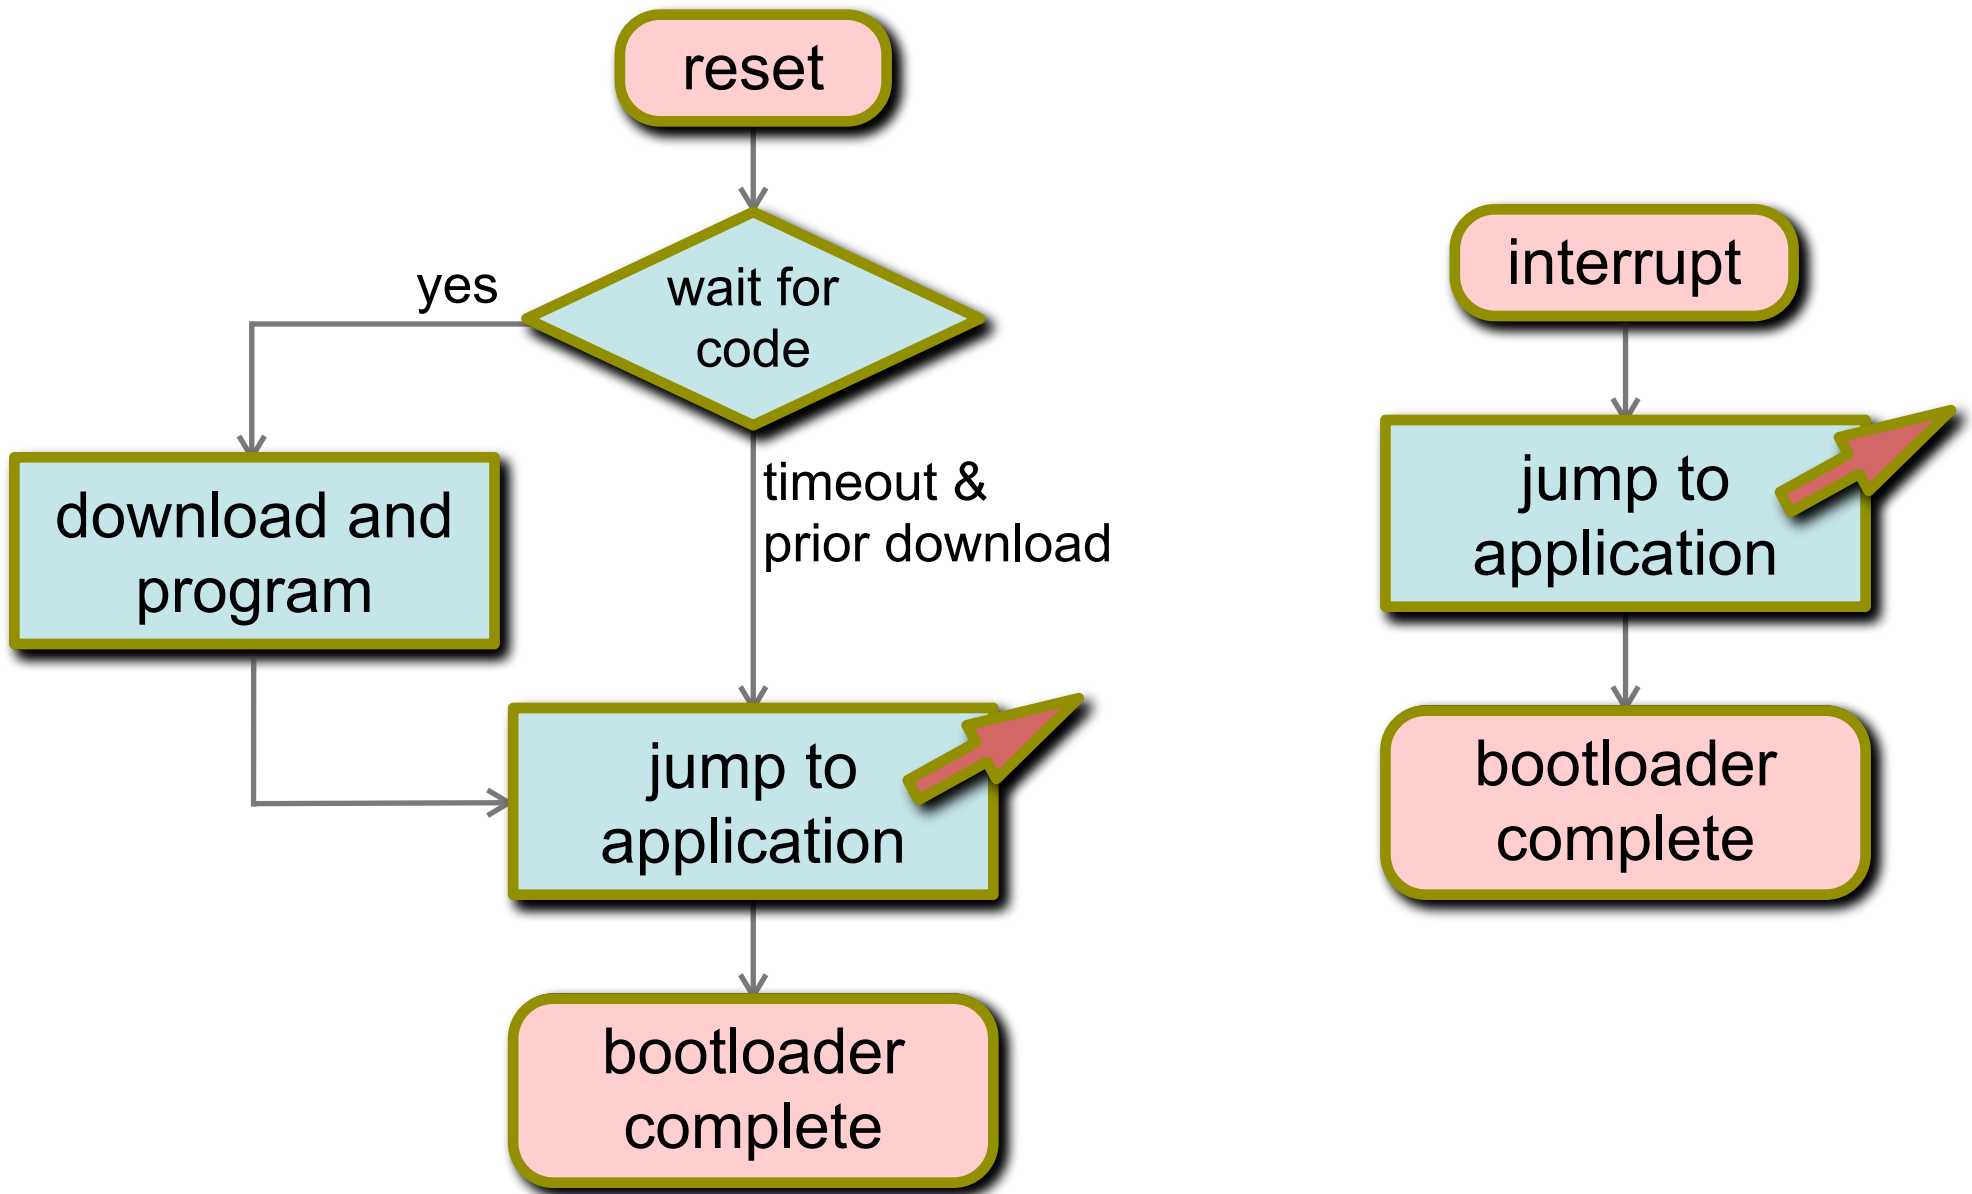 reset
yes
wait for
code
download and
program
timeout &
prior download
jump to
application
bootloader
complete
interrupt
jump to
application
bootloader
complete